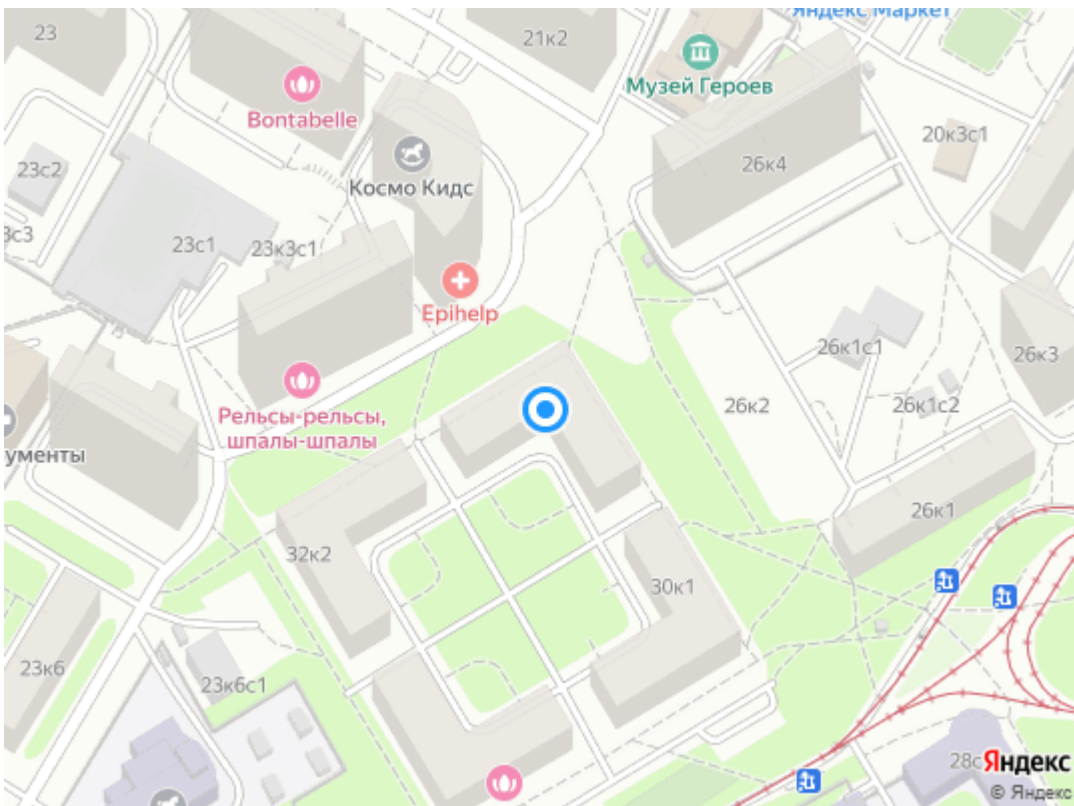 Яндекс Маркет
23
21к2
Музей Героев
Bontabelle
20к3с1
23с2
Космо Кидс
26к4
3с3
23с1
23к3с1
Epihelp
26к1с1
26к3
Рельсы-рельсы,
шпалы-шпалы
26к2
26к1с2
ументы
26к1
32к2
30к1
23к6
23к6с1
28с
Яндекс
© Яндекс